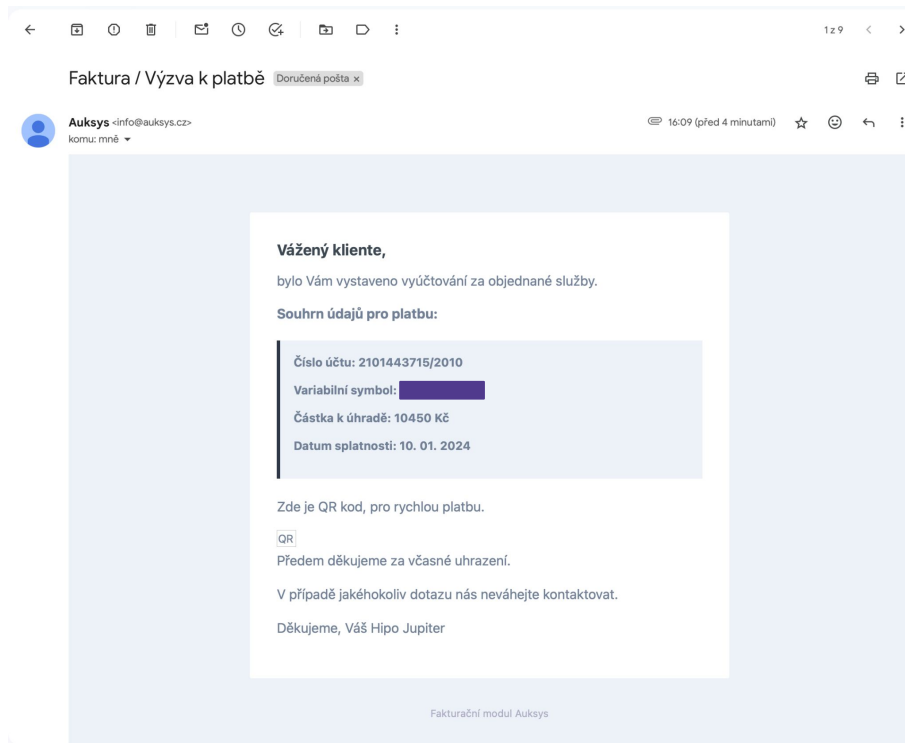 1 z 9
Faktura / Výzva k platbě Doručená pošta ×
Auksys <info@auksys.cz>
16:09 (před 4 minutami)
komu: mně
Vážený kliente,
bylo Vám vystaveno vyúčtování za objednané služby.
Souhrn údajů pro platbu:
Číslo účtu: 2101443715/2010
Variabilní symbol:
Částka k úhradě: 10450 Kč
Datum splatnosti: 10. 01. 2024
Zde je QR kod, pro rychlou platbu.
QR
Předem děkujeme za včasné uhrazení.
V případě jakéhokoliv dotazu nás neváhejte kontaktovat.
Děkujeme, Váš Hipo Jupiter
Fakturační modul Auksys